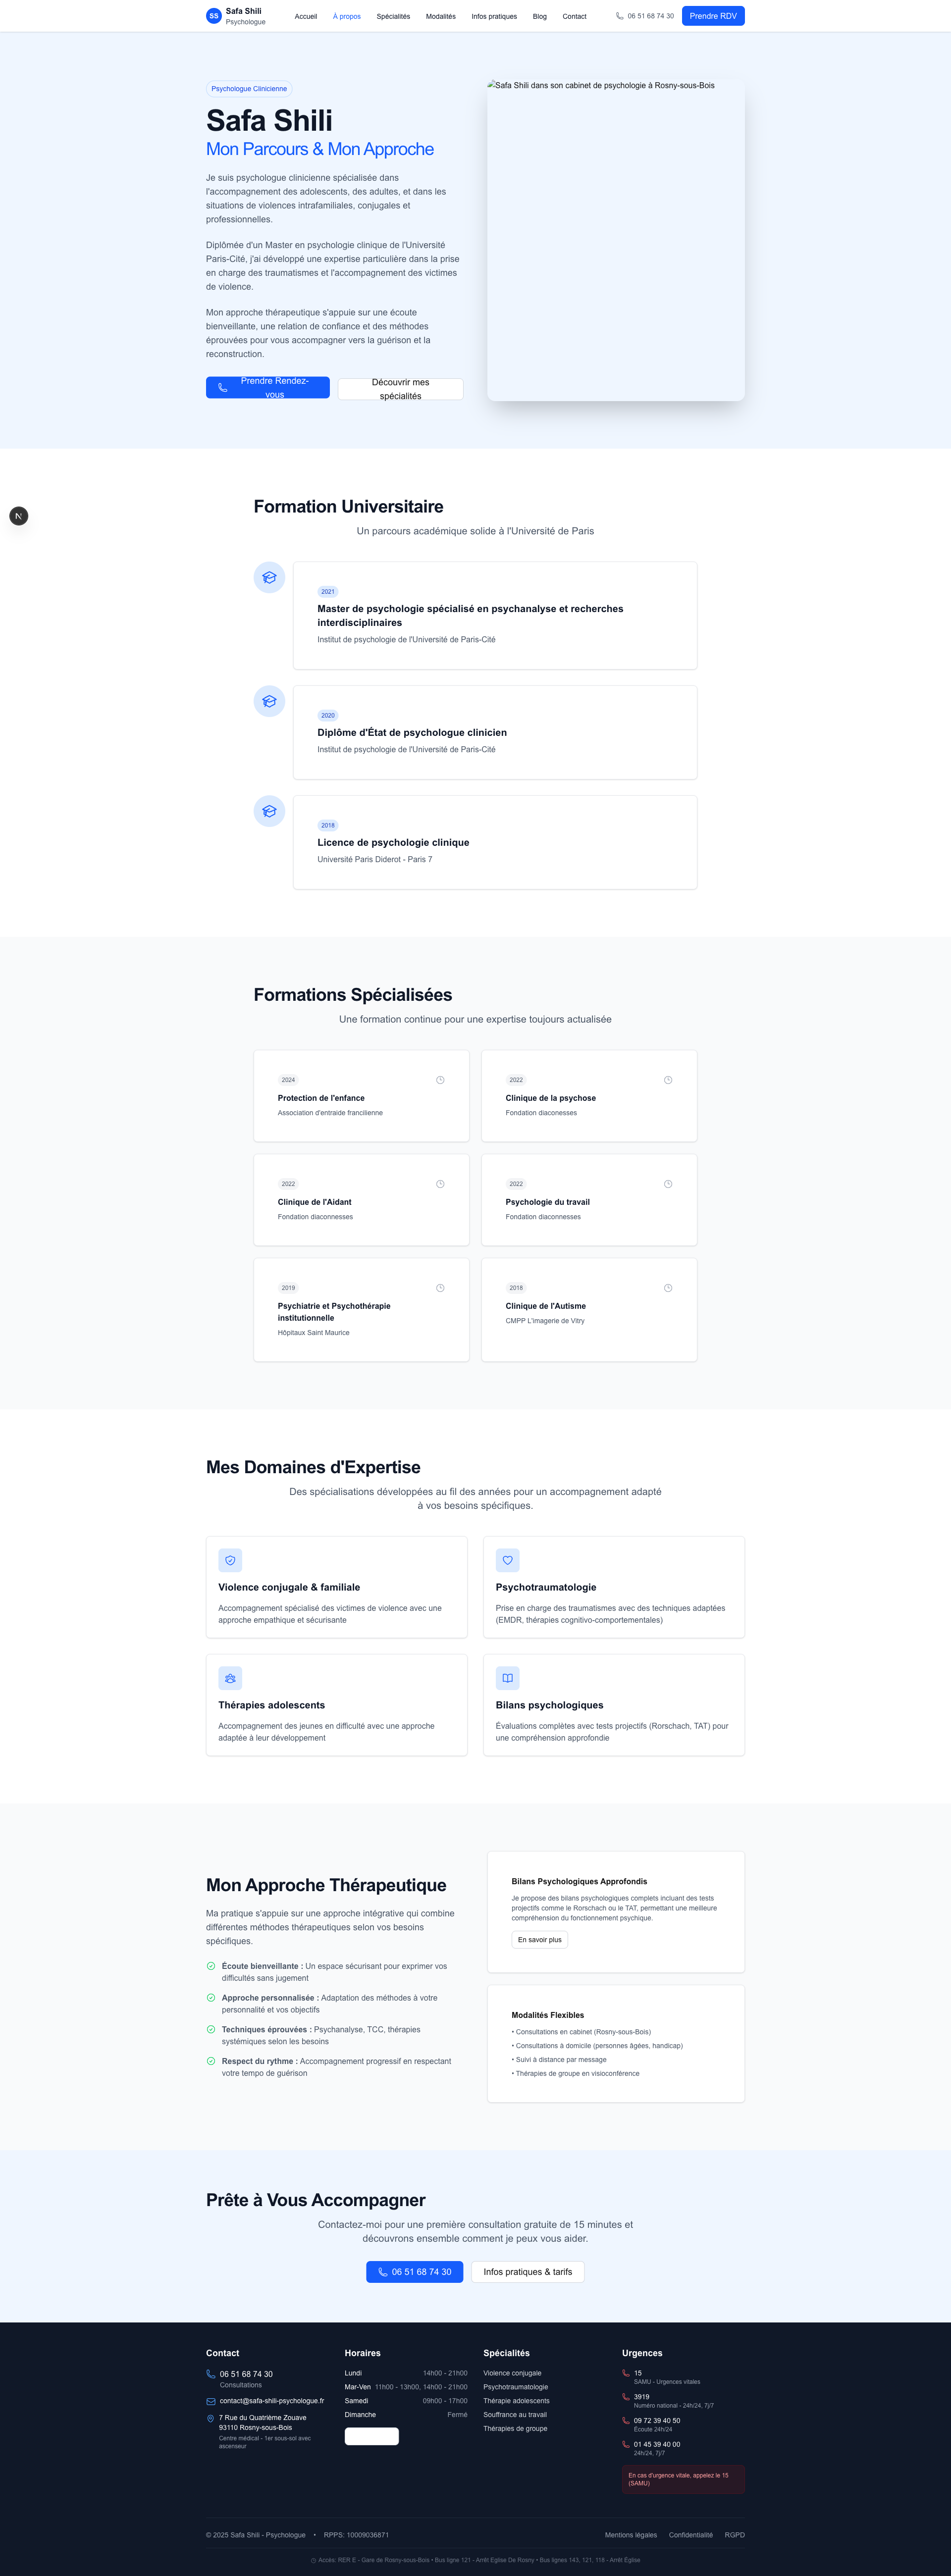 SS
Safa Shili
Psychologue
Accueil
À propos
Spécialités
Modalités
Infos pratiques
Blog
Contact
06 51 68 74 30
Prendre RDV
Psychologue Clinicienne
Safa Shili
Mon Parcours & Mon Approche
Je suis psychologue clinicienne spécialisée dans
l'accompagnement des adolescents, des adultes, et dans les
situations de violences intrafamiliales, conjugales et
professionnelles.
Diplômée d'un Master en psychologie clinique de l'Université
Paris-Cité, j'ai développé une expertise particulière dans la prise
en charge des traumatismes et l'accompagnement des victimes
de violence.
Mon approche thérapeutique s'appuie sur une écoute
bienveillante, une relation de confiance et des méthodes
éprouvées pour vous accompagner vers la guérison et la
reconstruction.
Prendre Rendez-
vous
Découvrir mes
spécialités
Safa Shili dans son cabinet de psychologie à Rosny-sous-Bois
N
Formation Universitaire
Un parcours académique solide à l'Université de Paris
2021
Master de psychologie spécialisé en psychanalyse et recherches
interdisciplinaires
Institut de psychologie de l'Université de Paris-Cité
2020
Diplôme d'État de psychologue clinicien
Institut de psychologie de l'Université de Paris-Cité
2018
Licence de psychologie clinique
Université Paris Diderot - Paris 7
Formations Spécialisées
Une formation continue pour une expertise toujours actualisée
2024
Protection de l'enfance
Association d'entraide francilienne
2022
Clinique de la psychose
Fondation diaconesses
2022
Clinique de l'Aidant
Fondation diaconnesses
2022
Psychologie du travail
Fondation diaconnesses
2019
Psychiatrie et Psychothérapie
institutionnelle
Hôpitaux Saint Maurice
2018
Clinique de l'Autisme
CMPP L'imagerie de Vitry
Mes Domaines d'Expertise
Des spécialisations développées au fil des années pour un accompagnement adapté
à vos besoins spécifiques.
Violence conjugale & familiale
Accompagnement spécialisé des victimes de violence avec une
approche empathique et sécurisante
Psychotraumatologie
Prise en charge des traumatismes avec des techniques adaptées
(EMDR, thérapies cognitivo-comportementales)
Thérapies adolescents
Accompagnement des jeunes en difficulté avec une approche
adaptée à leur développement
Bilans psychologiques
Évaluations complètes avec tests projectifs (Rorschach, TAT) pour
une compréhension approfondie
Mon Approche Thérapeutique
Ma pratique s'appuie sur une approche intégrative qui combine
différentes méthodes thérapeutiques selon vos besoins
spécifiques.
Écoute bienveillante : Un espace sécurisant pour exprimer vos
difficultés sans jugement
Approche personnalisée : Adaptation des méthodes à votre
personnalité et vos objectifs
Techniques éprouvées : Psychanalyse, TCC, thérapies
systémiques selon les besoins
Respect du rythme : Accompagnement progressif en respectant
votre tempo de guérison
Bilans Psychologiques Approfondis
Je propose des bilans psychologiques complets incluant des tests
projectifs comme le Rorschach ou le TAT, permettant une meilleure
compréhension du fonctionnement psychique.
En savoir plus
Modalités Flexibles
• Consultations en cabinet (Rosny-sous-Bois)
• Consultations à domicile (personnes âgées, handicap)
• Suivi à distance par message
• Thérapies de groupe en visioconférence
Prête à Vous Accompagner
Contactez-moi pour une première consultation gratuite de 15 minutes et
découvrons ensemble comment je peux vous aider.
06 51 68 74 30
Infos pratiques & tarifs
Contact
06 51 68 74 30
Consultations
contact@safa-shili-psychologue.fr
7 Rue du Quatrième Zouave
93110 Rosny-sous-Bois
Centre médical - 1er sous-sol avec
ascenseur
Horaires
Lundi 14h00 - 21h00
Mar-Ven 11h00 - 13h00, 14h00 - 21h00
Samedi 09h00 - 17h00
Dimanche Fermé
Spécialités
Violence conjugale
Psychotraumatologie
Thérapie adolescents
Souffrance au travail
Thérapies de groupe
Urgences
15
SAMU - Urgences vitales
3919
Numéro national - 24h/24, 7j/7
09 72 39 40 50
Écoute 24h/24
01 45 39 40 00
24h/24, 7j/7
En cas d'urgence vitale, appelez le 15
(SAMU)
© 2025 Safa Shili - Psychologue • RPPS: 10009036871
Mentions légales
Confidentialité
RGPD
Accès: RER E - Gare de Rosny-sous-Bois • Bus ligne 121 - Arrêt Eglise De Rosny • Bus lignes 143, 121, 118 - Arrêt Église